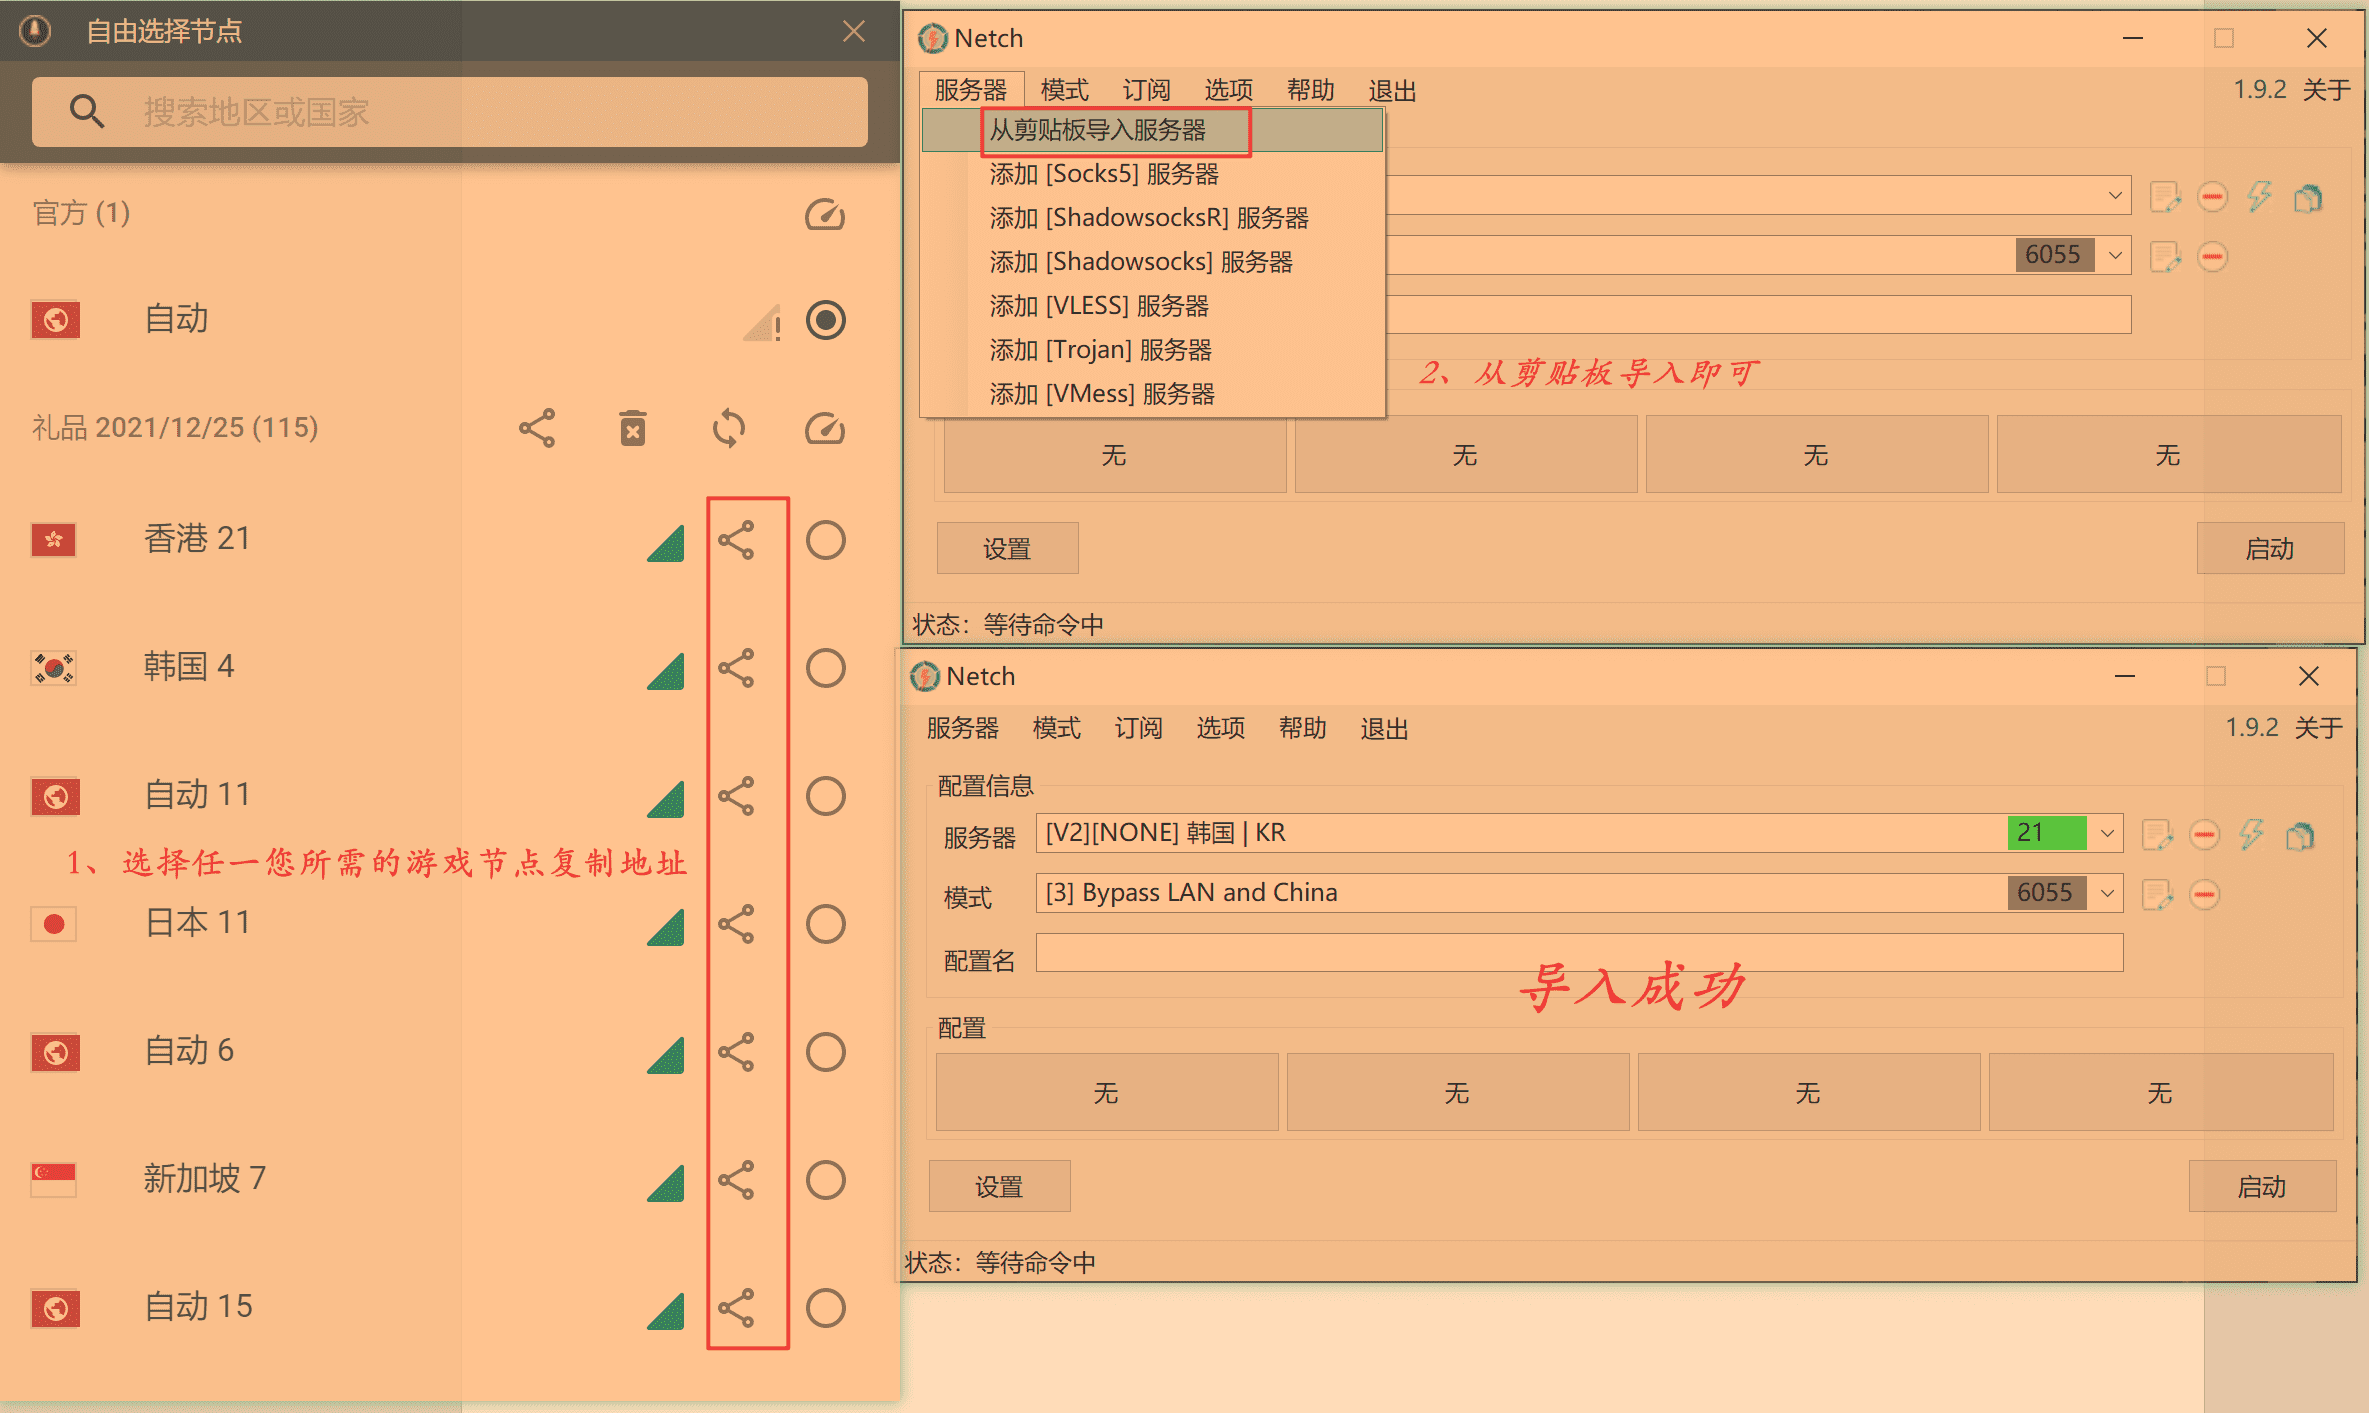 自由选择节点
搜索地区或国家
官方 (1)
自动
礼品 2021/12/25 (115)
香港 21
韩国 4
自动 11
1、选择任一您所需的游戏节点复制地址
日本 11
自动 6
新加坡 7
自动 15
Netch
服务器 模式 订阅 选项 帮助 退出 1.9.2 关于
从剪贴板导入服务器
添加 [Socks5] 服务器
添加 [ShadowsocksR] 服务器
添加 [Shadowsocks] 服务器
6055
添加 [VLESS] 服务器
添加 [Trojan] 服务器
添加 [VMess] 服务器
2、从剪贴板导入即可
无 无 无 无
设置 启动
状态：等待命令中
Netch
服务器 模式 订阅 选项 帮助 退出 1.9.2 关于
配置信息
服务器 [V2][NONE] 韩国 | KR 21
模式 [3] Bypass LAN and China 6055
配置名
导入成功
配置
无 无 无 无
设置 启动
状态：等待命令中